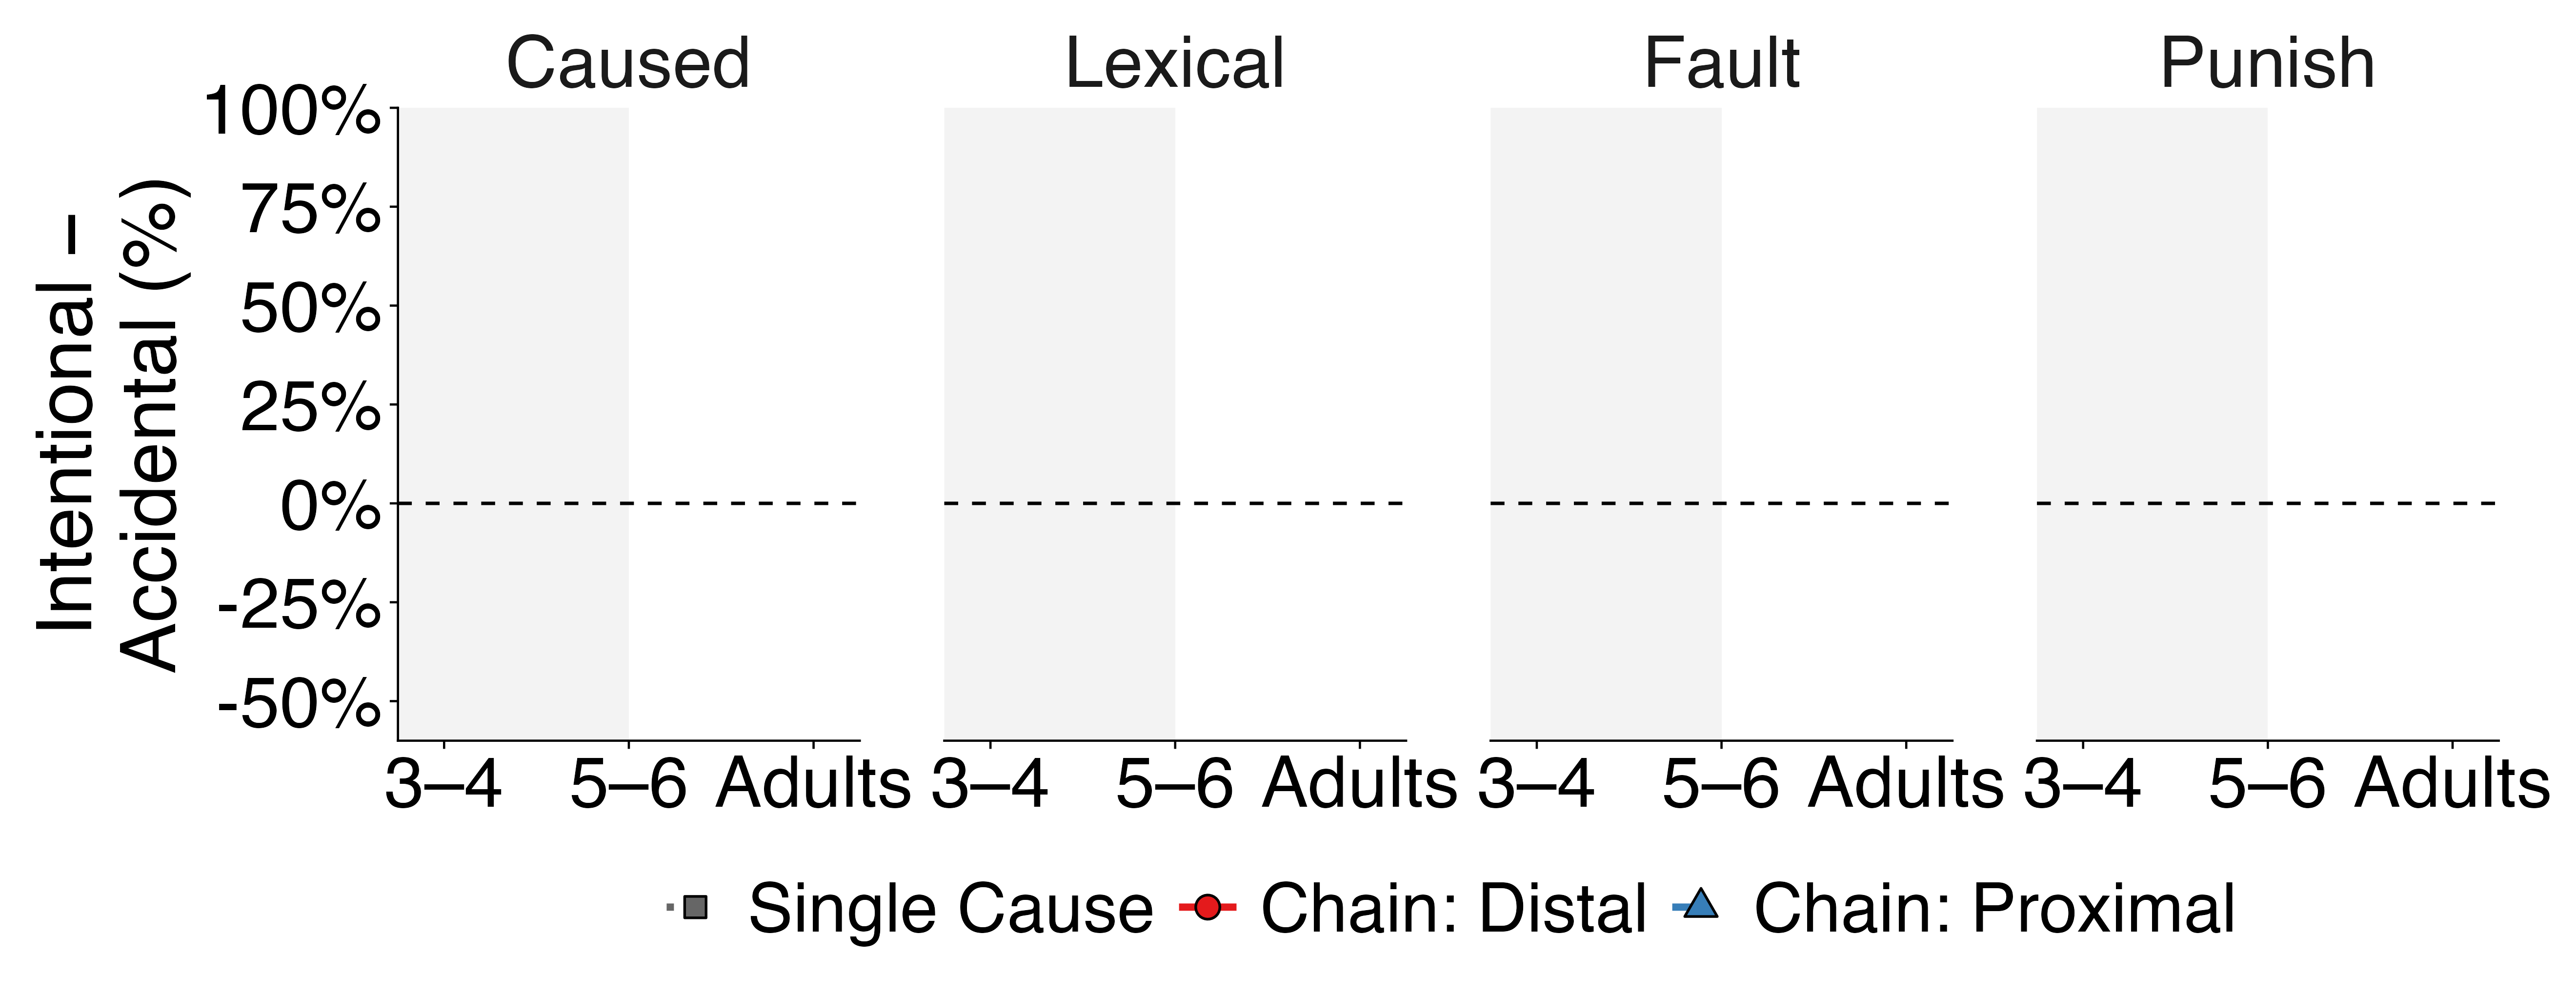 Caused Lexical Fault Punish
Intentional –
Accidental (%)
100%
75%
50%
25%
0%
-25%
-50%
3–4 5–6 Adults 3–4 5–6 Adults 3–4 5–6 Adults 3–4 5–6 Adults
Single Cause Chain: Distal Chain: Proximal